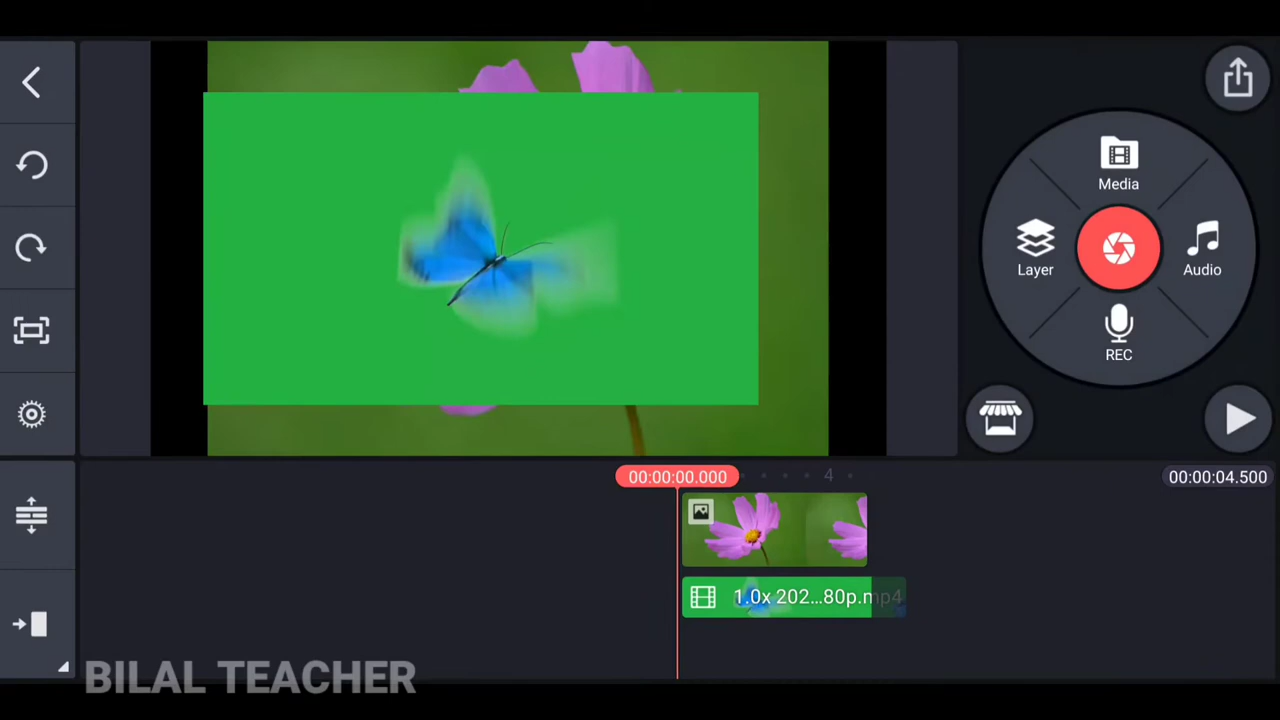 Media
Layer
Audio
REC
00:00:00.000
4
00:00:04.500
1.0x 202...80p.mp4
BILAL TEACHER